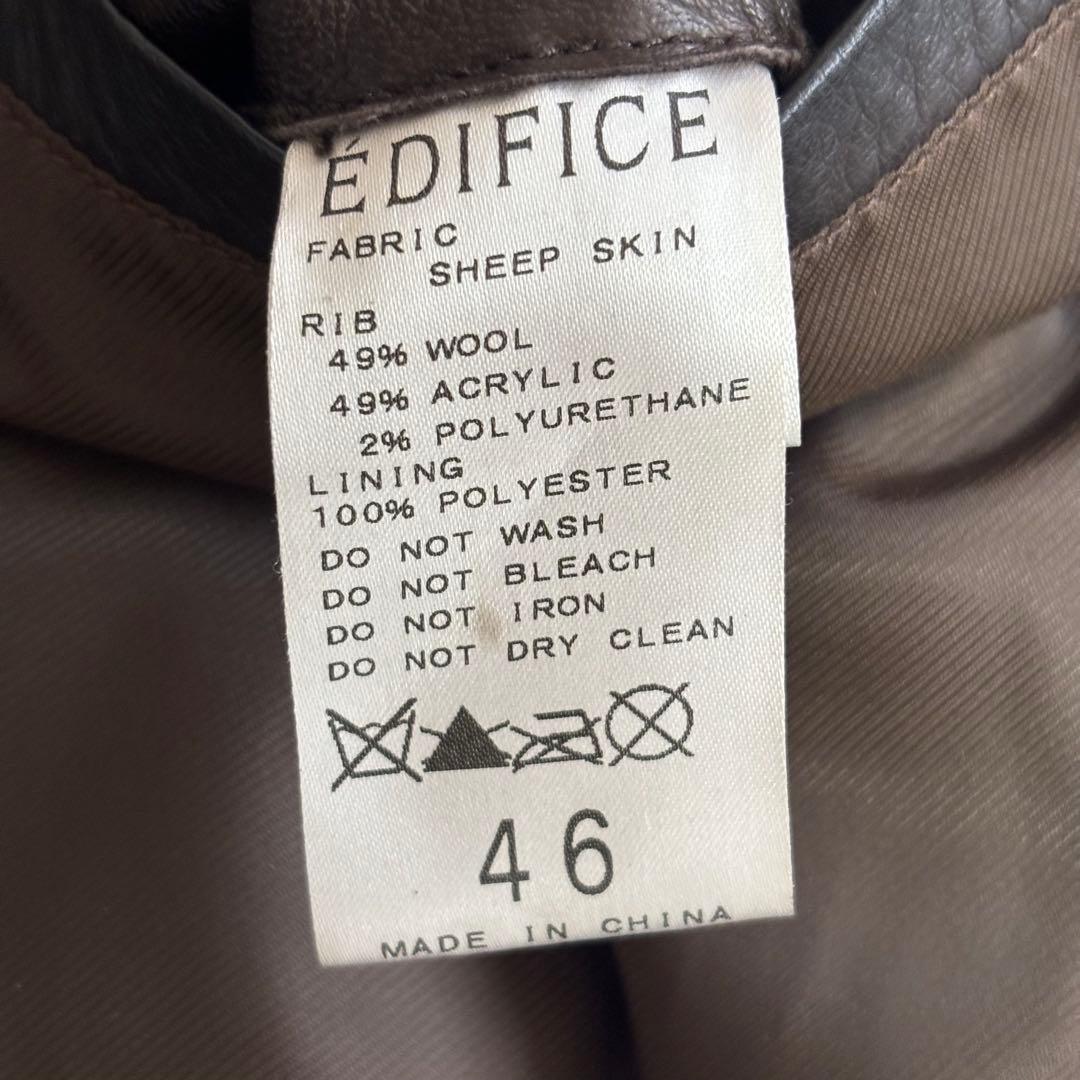 ÉDIFICE
FABRIC
SHEEP SKIN
RIB
49% WOOL
49% ACRYLIC
2% POLYURETHANE
LINING
100% POLYESTER
DO NOT WASH
DO NOT BLEACH
DO NOT IRON
DO NOT DRY CLEAN
46
MADE IN CHINA